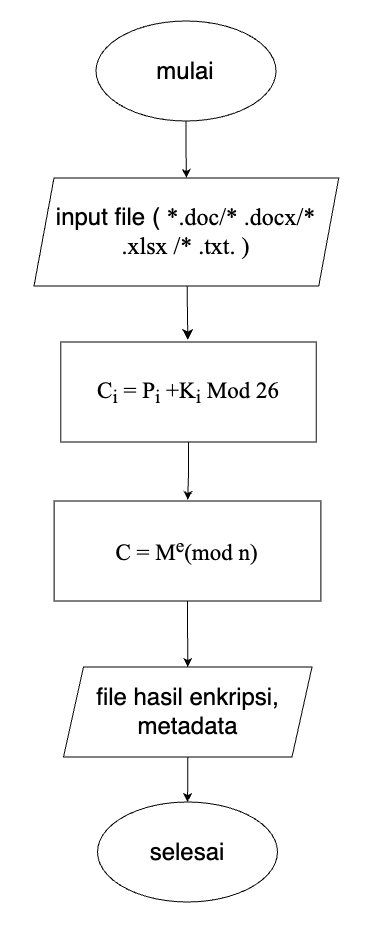 mulai
input file ( *.doc/* .docx/*
.xlsx /* .txt. )
Cᵢ = Pᵢ +Kᵢ Mod 26
C = Mᵉ(mod n)
file hasil enkripsi,
metadata
selesai